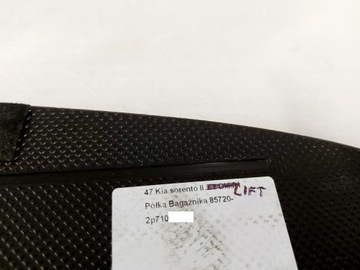 47 Kia sorento II LIFT
Półka Bagażnika 85720-
2p710